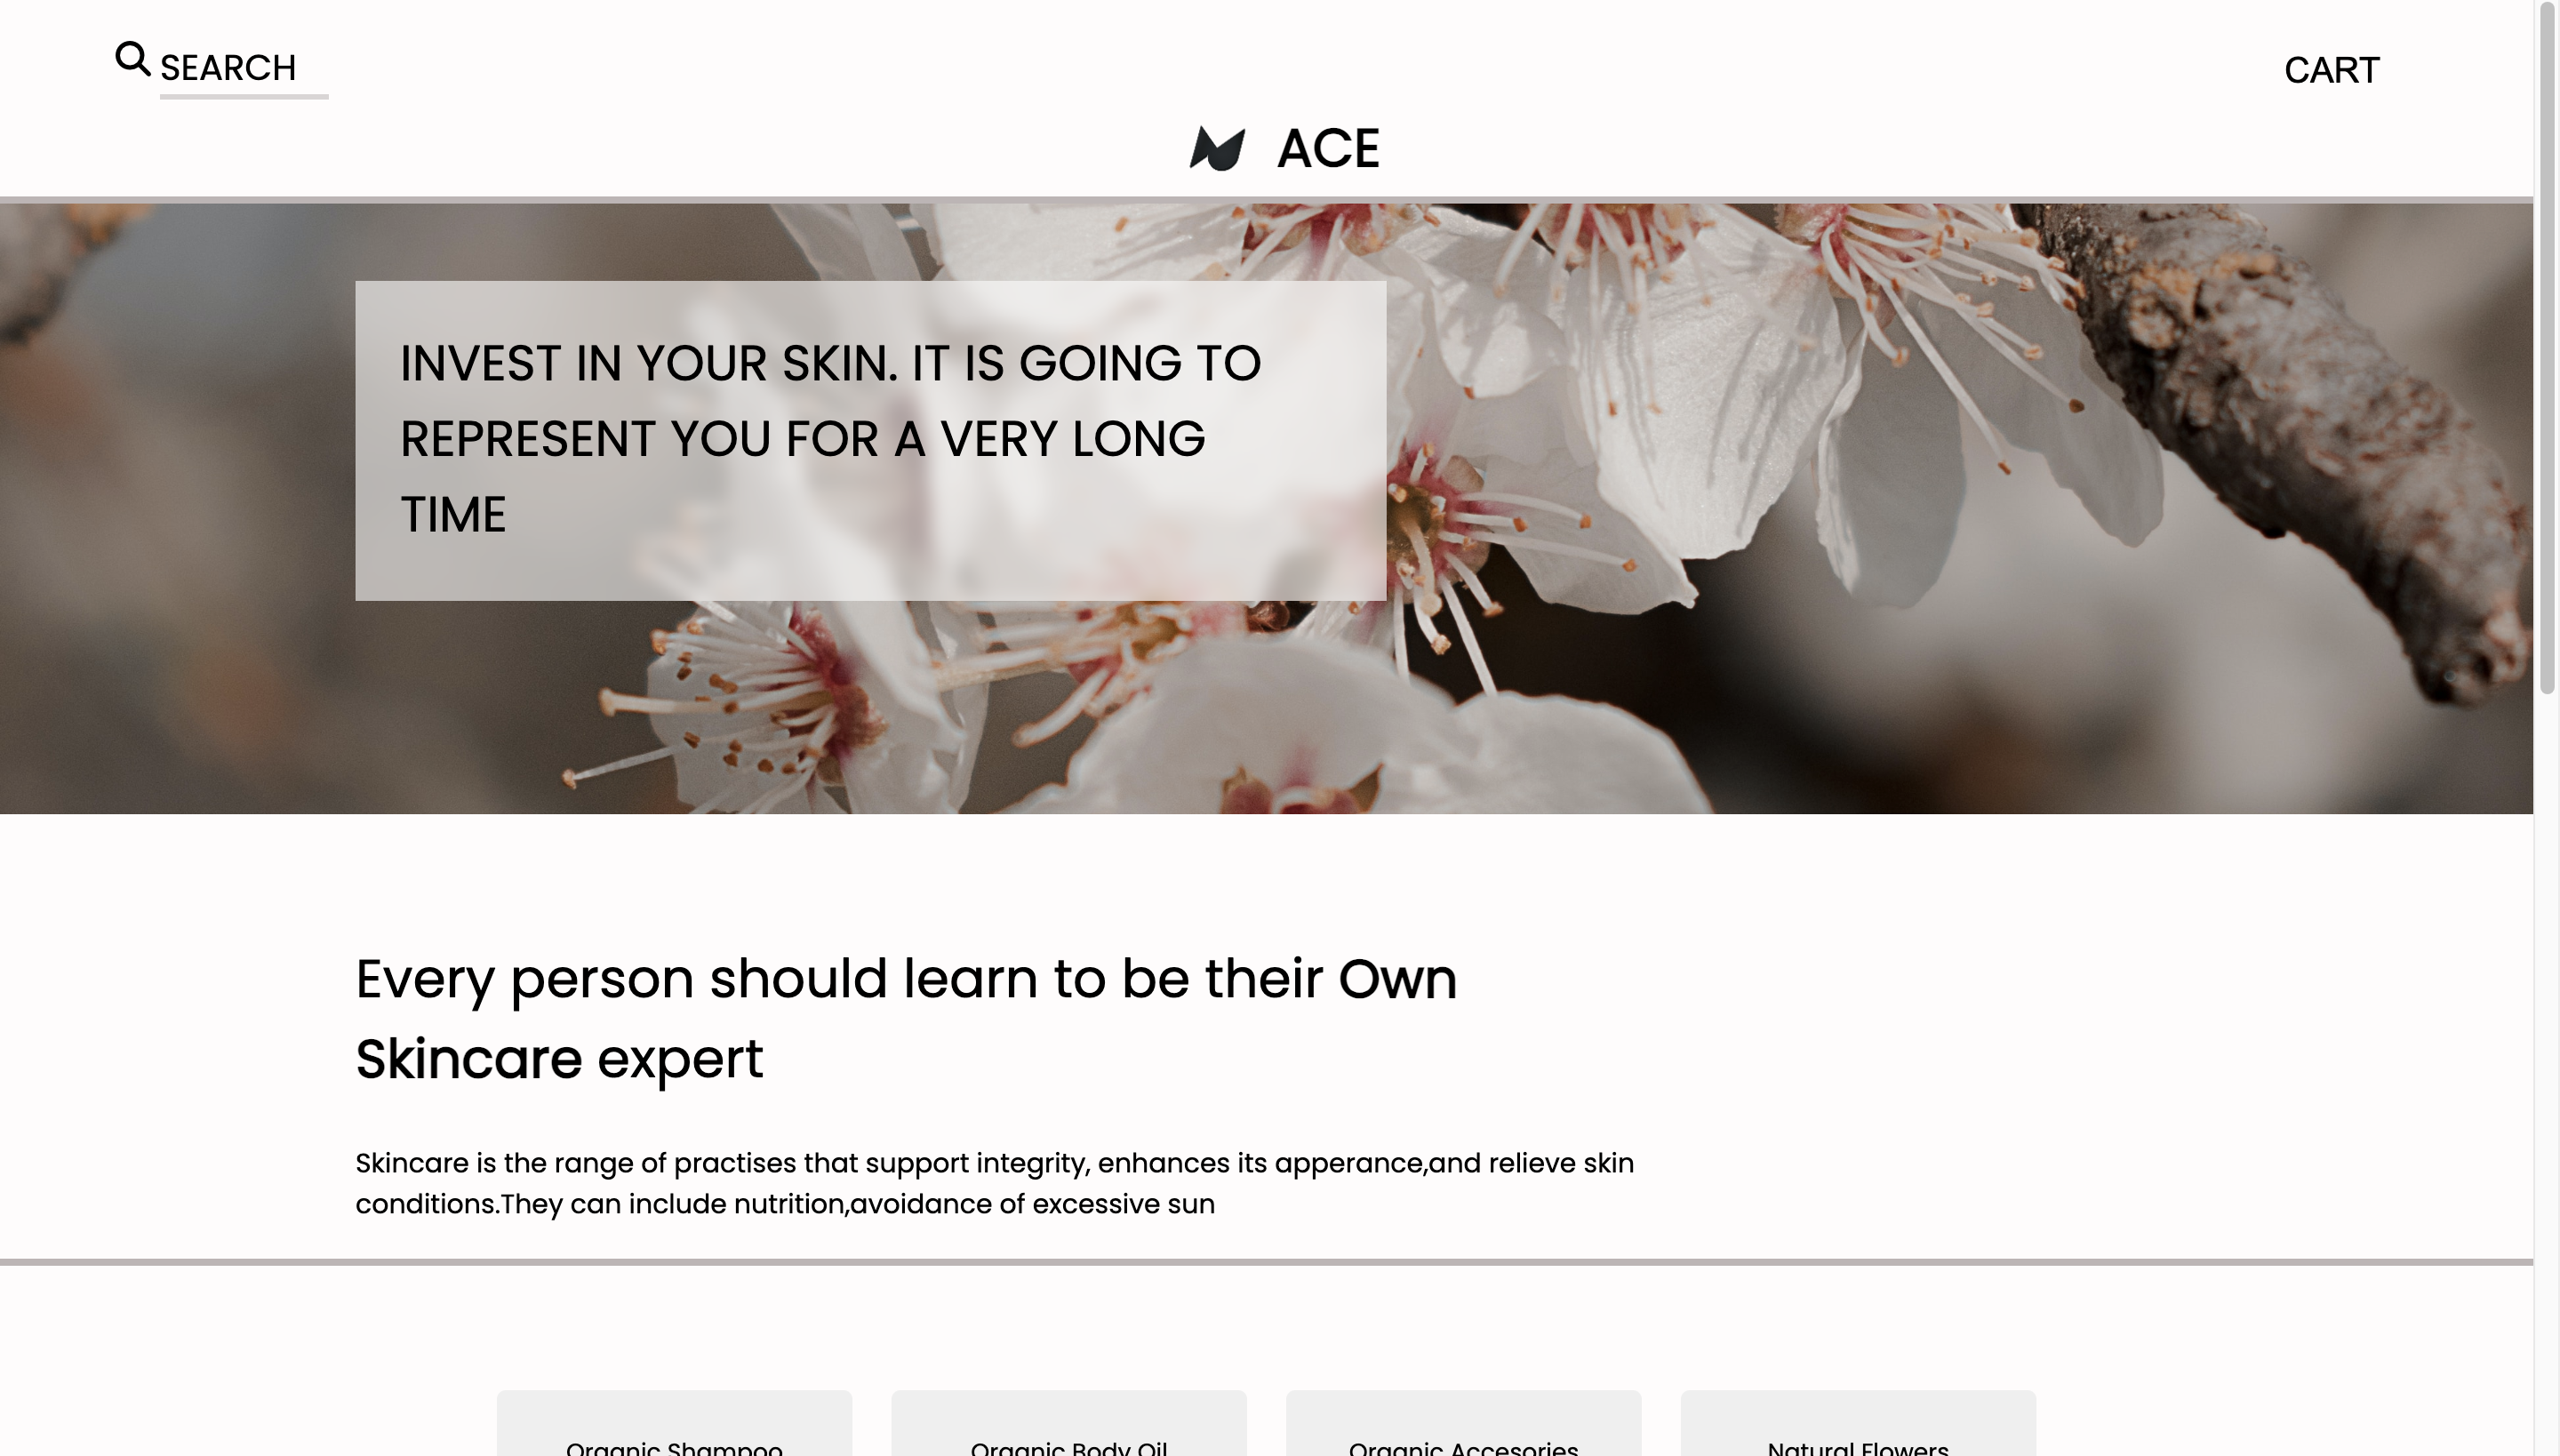 SEARCH
CART
ACE
INVEST IN YOUR SKIN. IT IS GOING TO
REPRESENT YOU FOR A VERY LONG
TIME
Every person should learn to be their Own
Skincare expert
Skincare is the range of practises that support integrity, enhances its apperance,and relieve skin
conditions.They can include nutrition,avoidance of excessive sun
Organic Shampoo
Organic Body Oil
Organic Accesories
Natural Flowers